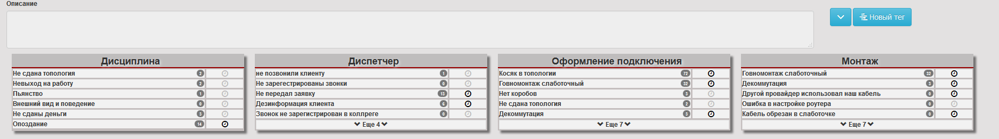 Описание
Новый тег
Дисциплина
Не сдана топология 2
Невыход на работу 2
Пьянство 1
Внешний вид и поведение 0
Не сданы деньги 3
Опоздание 14
Диспетчер
не позвонили клиенту 1
Не зарегестрированы звонки 0
Не передал заявку 13
Дезинформация клиента 6
Звонок не зарегистрирован в коллреге 0
Еще 4
Оформление подключения
Косяк в топологии 72
Говномонтаж слаботочный 32
Нет коробов 3
Не сдана топология 2
Декоммутация 3
Еще 7
Монтаж
Говномонтаж слаботочный 32
Декоммутация 3
Другой провайдер использовал наш кабель 0
Ошибка в настройке роутера 0
Кабель обрезан в слаботочке 0
Еще 7